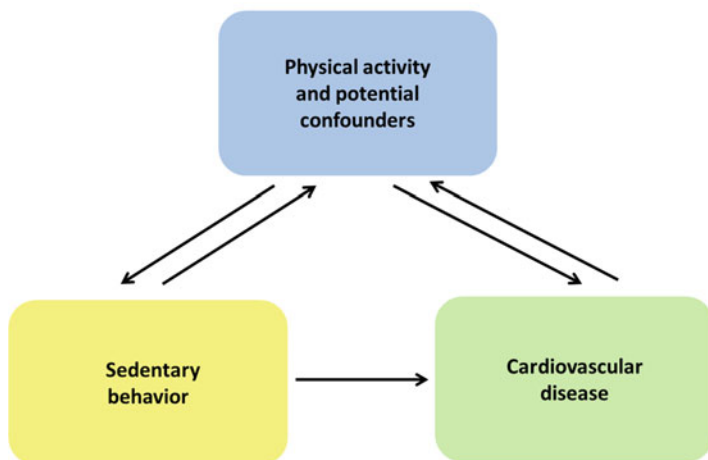 Physical activity
and potential
confounders
Sedentary
behavior
Cardiovascular
disease